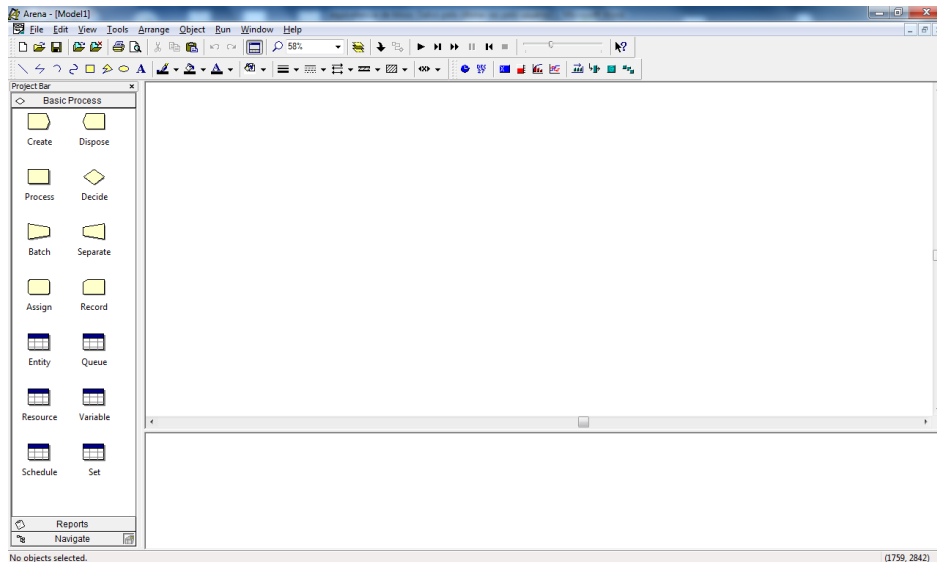 Arena - [Model1]
File Edit View Tools Arrange Object Run Window Help
58%
A
Project Bar
Basic Process
Create Dispose
Process Decide
Batch Separate
Assign Record
Entity Queue
Resource Variable
Schedule Set
Reports
Navigate
No objects selected. (1759, 2842)